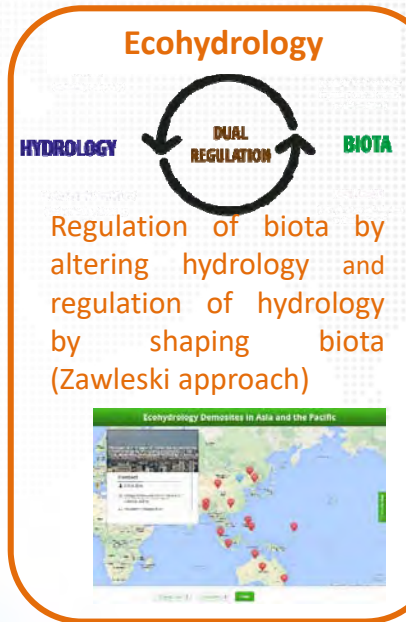 Ecohydrology
DUAL
HYDROLOGY REGULATION BIOTA
Regulation of biota by
altering hydrology and
regulation of hydrology
by shaping biota
(Zawleski approach)
Ecohydrology Demosites in Asia and the Pacific